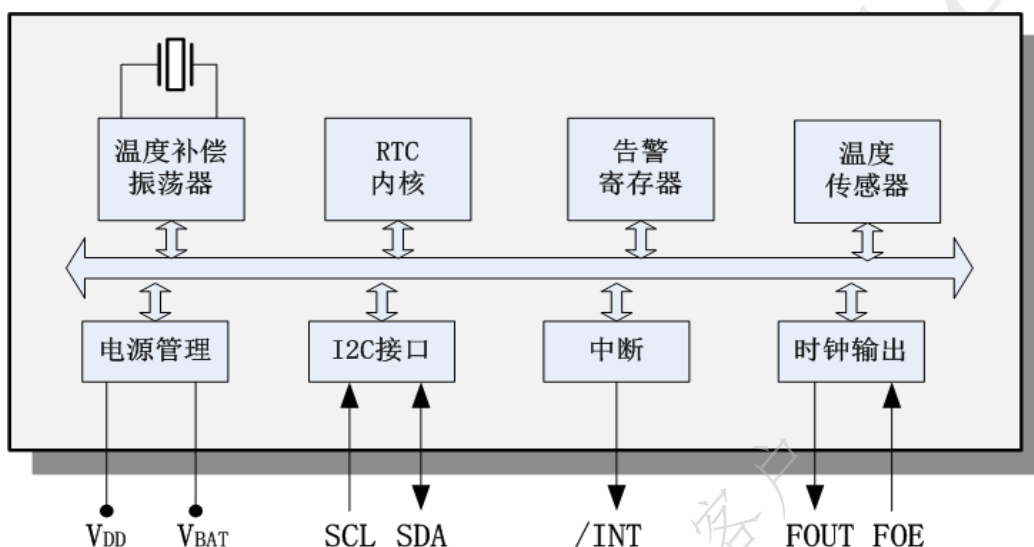 温度补偿
振荡器
RTC
内核
告警
寄存器
温度
传感器
电源管理
I2C接口
中断
时钟输出
VDD VBAT SCL SDA /INT FOUT FOE
客户